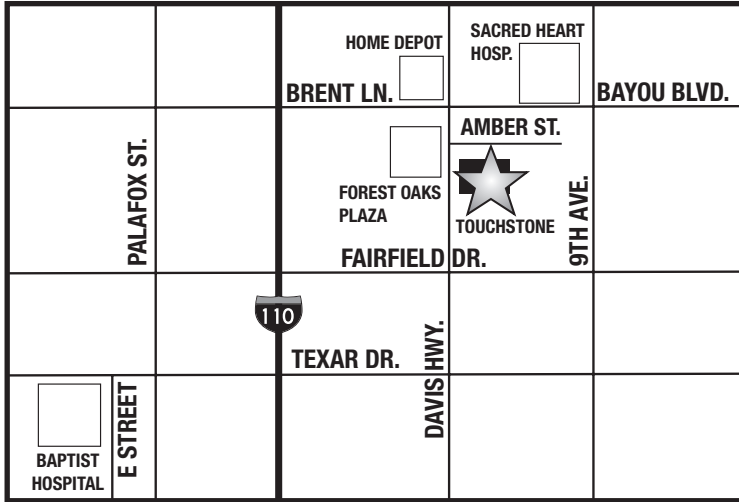 HOME DEPOT
SACRED HEART
HOSP.
BRENT LN.
BAYOU BLVD.
AMBER ST.
PALAFOX ST.
FOREST OAKS
PLAZA
TOUCHSTONE
9TH AVE.
FAIRFIELD DR.
110
TEXAR DR.
DAVIS HWY.
E STREET
BAPTIST
HOSPITAL